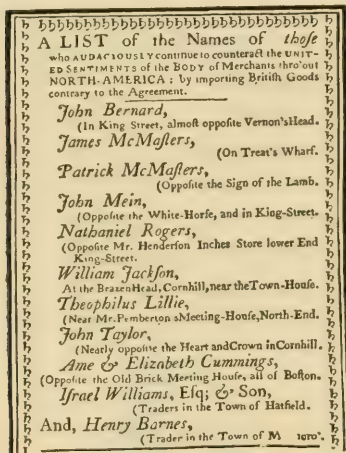 A LIST of the Names of those
who AUDACIOUSLY continue to counteract the UNIT-
ED SENTIMENTS of the BODY of Merchants thro'out
NORTH-AMERICA; by importing British Goods
contrary to the Agreement.
John Bernard,
(In King Street, almost opposite Vernon's Head.
James McMasters,
(On Treat's Wharf.
Patrick McMasters,
(Opposite the Sign of the Lamb.
John Mein,
(Opposite the White-Horse, and in King-Street.
Nathaniel Rogers,
(Opposite Mr. Henderson Inches Store lower End
King-Street.
William Jackson,
At the Brazen Head, Cornhill, near the Town-House.
Theophilus Lillie,
(Near Mr. Pemberton's Meeting-House, North-End.
John Taylor,
(Nearly opposite the Heart and Crown in Cornhill.
Ame & Elizabeth Cummings,
(Opposite the Old Brick Meeting House, all of Boston.
Israel Williams, Esq; & Son,
(Traders in the Town of Hatfield.
And, Henry Barnes,
(Trader in the Town of M